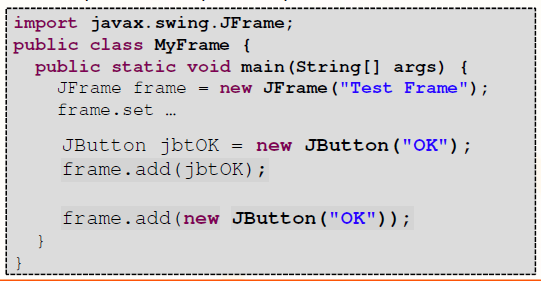 import javax.swing.JFrame;
public class MyFrame {
public static void main(String[] args) {
JFrame frame = new JFrame("Test Frame");
frame.set …
JButton jbtOK = new JButton("OK");
frame.add(jbtOK);
frame.add(new JButton("OK"));
}
}